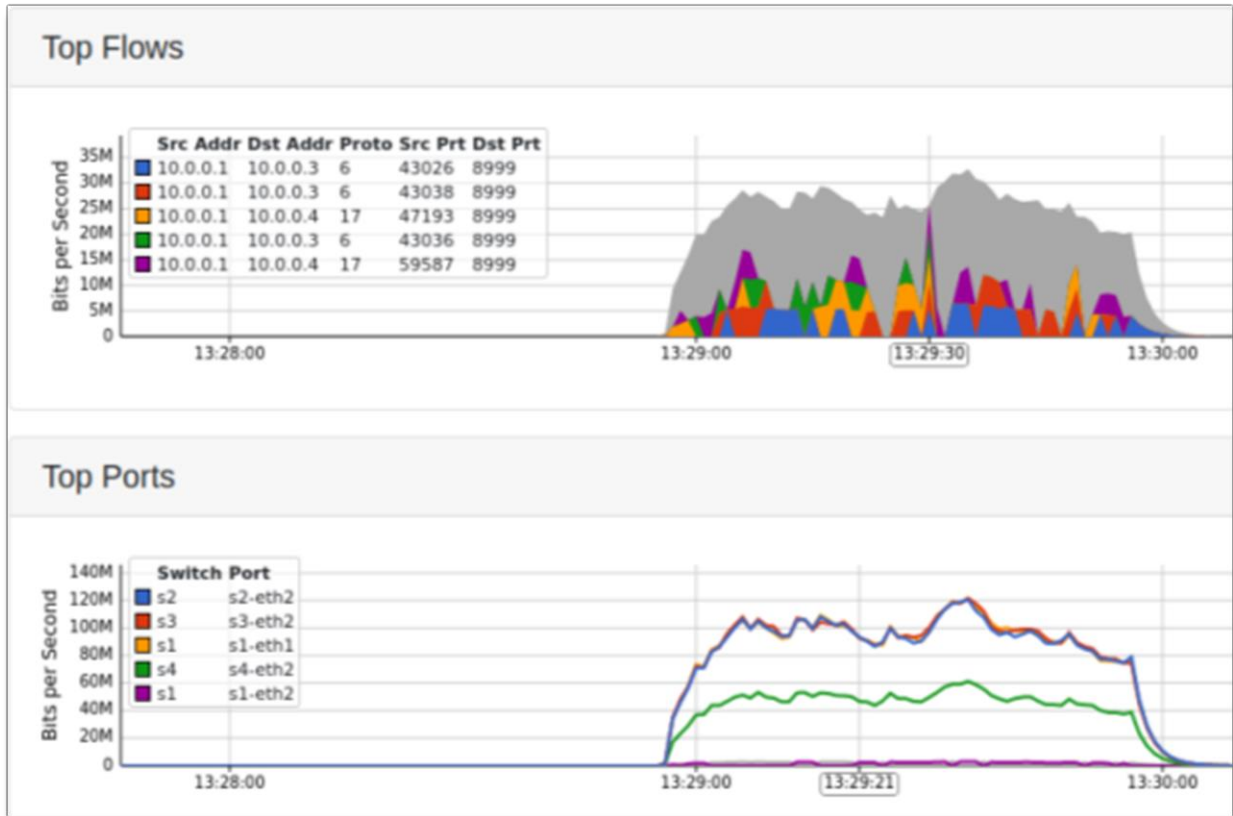 Top Flows
Src Addr Dst Addr Proto Src Prt Dst Prt
10.0.0.1 10.0.0.3 6 43026 8999
10.0.0.1 10.0.0.3 6 43038 8999
10.0.0.1 10.0.0.4 17 47193 8999
10.0.0.1 10.0.0.3 6 43036 8999
10.0.0.1 10.0.0.4 17 59587 8999
Bits per Second
35M
30M
25M
20M
15M
10M
5M
0
13:28:00 13:29:00 13:29:30 13:30:00
Top Ports
Switch Port
s2 s2-eth2
s3 s3-eth2
s1 s1-eth1
s4 s4-eth2
s1 s1-eth2
Bits per Second
140M
120M
100M
80M
60M
40M
20M
0
13:28:00 13:29:00 13:29:21 13:30:00